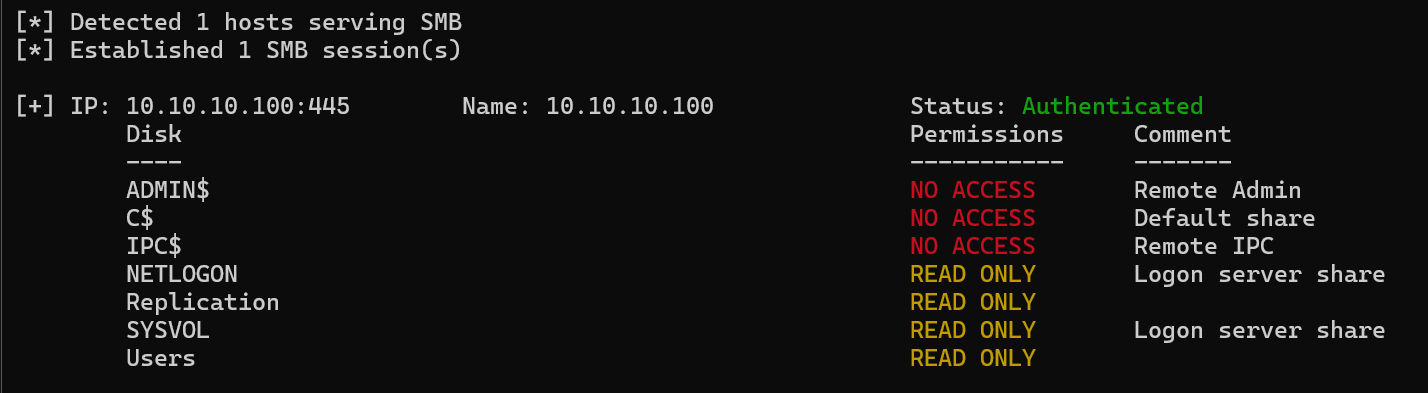 [*] Detected 1 hosts serving SMB
[*] Established 1 SMB session(s)
[+] IP: 10.10.10.100:445 Name: 10.10.10.100 Status: Authenticated
Disk Permissions Comment
---- ----------- -------
ADMIN$ NO ACCESS Remote Admin
C$ NO ACCESS Default share
IPC$ NO ACCESS Remote IPC
NETLOGON READ ONLY Logon server share
Replication READ ONLY
SYSVOL READ ONLY Logon server share
Users READ ONLY